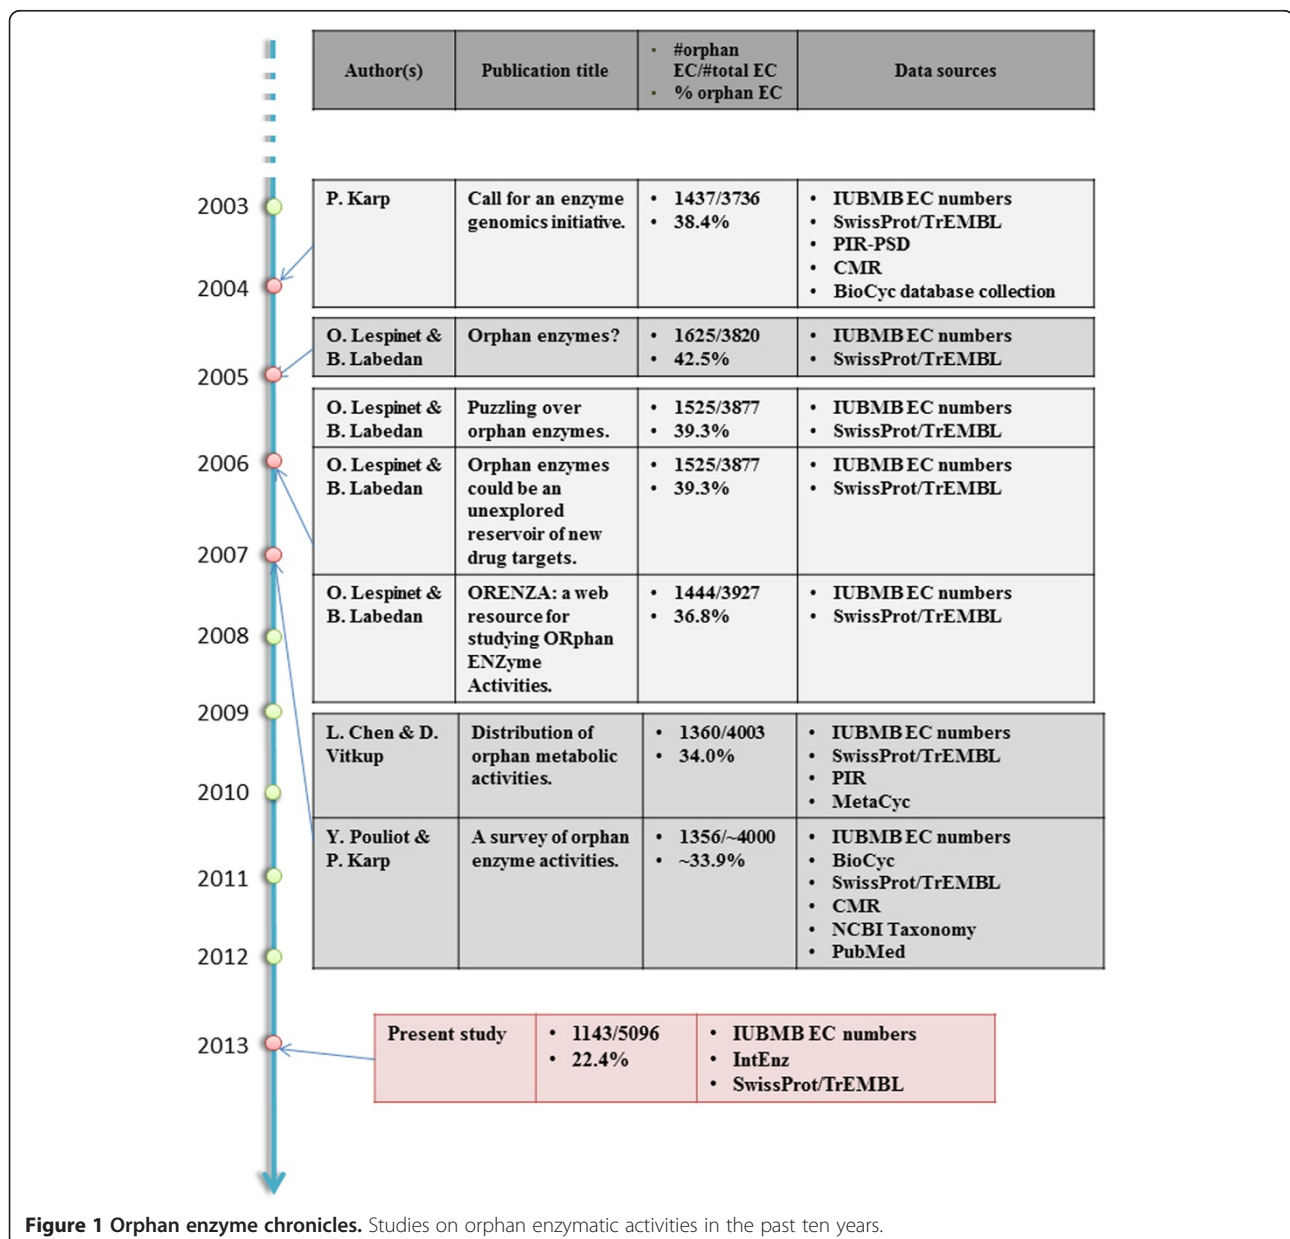 Author(s)
Publication title
• #orphan
EC/#total EC
• % orphan EC
Data sources
2003
2004
2005
2006
2007
2008
2009
2010
2011
2012
2013
P. Karp
Call for an enzyme
genomics initiative.
• 1437/3736
• 38.4%
• IUBMB EC numbers
• SwissProt/TrEMBL
• PIR-PSD
• CMR
• BioCyc database collection
O. Lespinet &
B. Labedan
Orphan enzymes?
• 1625/3820
• 42.5%
• IUBMB EC numbers
• SwissProt/TrEMBL
O. Lespinet &
B. Labedan
Puzzling over
orphan enzymes.
• 1525/3877
• 39.3%
• IUBMB EC numbers
• SwissProt/TrEMBL
O. Lespinet &
B. Labedan
Orphan enzymes
could be an
unexplored
reservoir of new
drug targets.
• 1525/3877
• 39.3%
• IUBMB EC numbers
• SwissProt/TrEMBL
O. Lespinet &
B. Labedan
ORENZA: a web
resource for
studying ORphan
ENZyme
Activities.
• 1444/3927
• 36.8%
• IUBMB EC numbers
• SwissProt/TrEMBL
L. Chen & D.
Vitkup
Distribution of
orphan metabolic
activities.
• 1360/4003
• 34.0%
• IUBMB EC numbers
• SwissProt/TrEMBL
• PIR
• MetaCyc
Y. Pouliot &
P. Karp
A survey of orphan
enzyme activities.
• 1356/~4000
• ~33.9%
• IUBMB EC numbers
• BioCyc
• SwissProt/TrEMBL
• CMR
• NCBI Taxonomy
• PubMed
Present study
• 1143/5096
• 22.4%
• IUBMB EC numbers
• IntEnz
• SwissProt/TrEMBL
Figure 1 Orphan enzyme chronicles. Studies on orphan enzymatic activities in the past ten years.